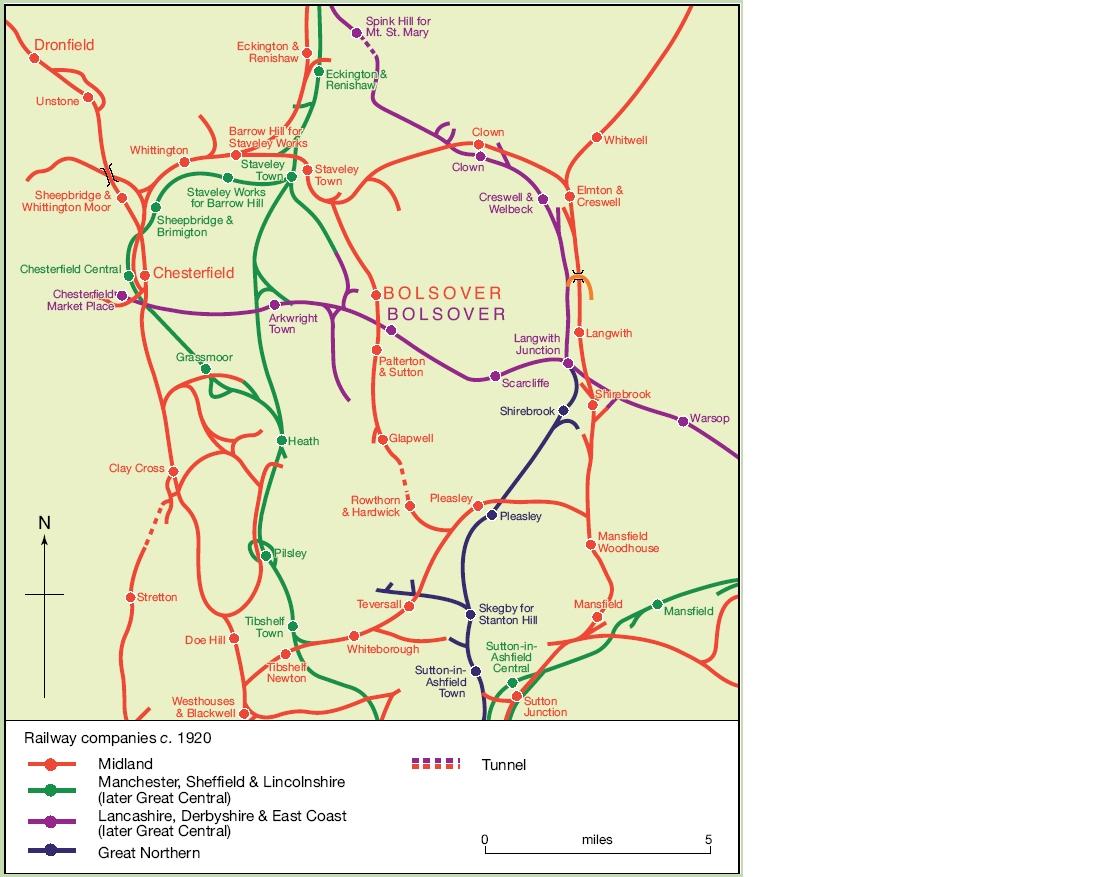 Spink Hill for
Mt. St. Mary
Dronfield
Eckington &
Renishaw
Eckington &
Renishaw
Unstone
Barrow Hill for
Staveley Works
Clown
Whitwell
Whittington
Staveley
Town
Staveley
Town
Clown
Sheepbridge &
Whittington Moor
Staveley Works
for Barrow Hill
Creswell &
Welbeck
Elmton &
Creswell
Sheepbridge &
Brimigton
Chesterfield Central
Chesterfield
Chesterfield
Market Place
BOLSOVER
BOLSOVER
Arkwright
Town
Langwith
Junction
Langwith
Grassmoor
Palterton
& Sutton
Scarcliffe
Shirebrook
Shirebrook
Warsop
Heath
Glapwell
Clay Cross
Rowthorn
& Hardwick
Pleasley
Pleasley
N
Mansfield
Woodhouse
Pilsley
Stretton
Teversall
Skegby for
Stanton Hill
Mansfield
Mansfield
Tibshelf
Town
Doe Hill
Whiteborough
Sutton-in-
Ashfield
Central
Tibshelf
Newton
Sutton-in-
Ashfield
Town
Westhouses
& Blackwell
Sutton
Junction
Railway companies c. 1920
Midland
Tunnel
Manchester, Sheffield & Lincolnshire
(later Great Central)
Lancashire, Derbyshire & East Coast
(later Great Central)
Great Northern
0 miles 5